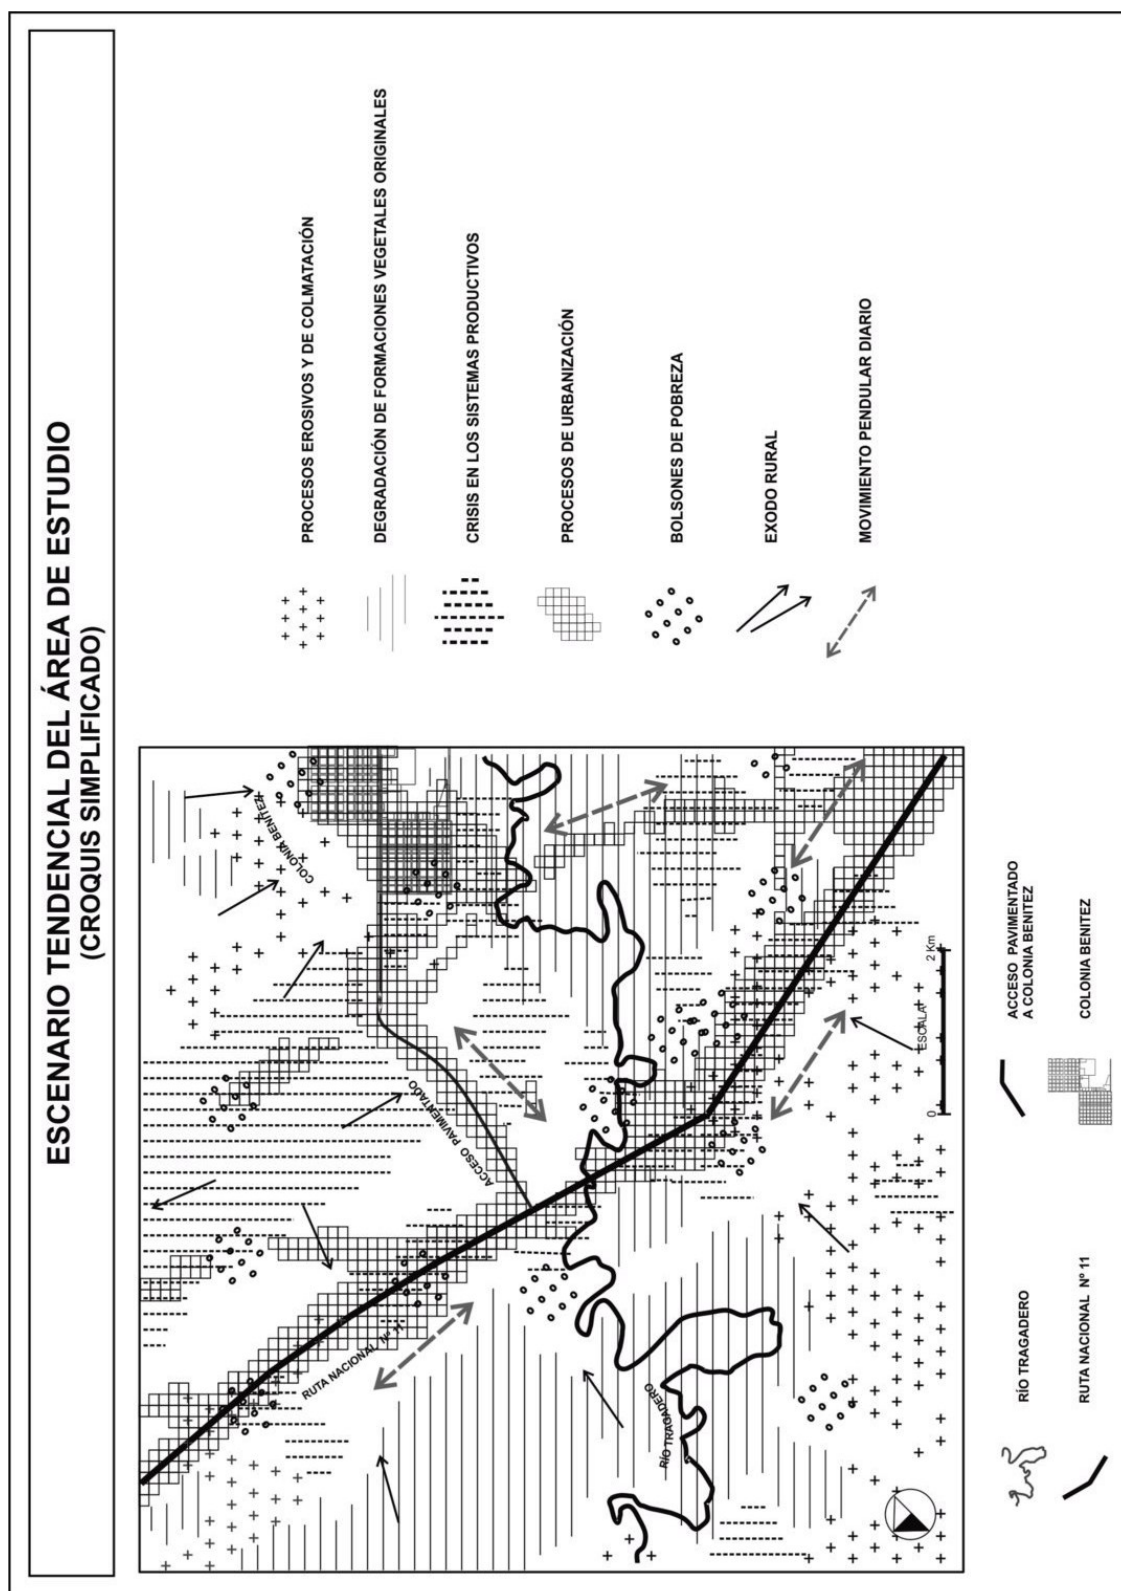 ESCENARIO TENDENCIAL DEL ÁREA DE ESTUDIO
(CROQUIS SIMPLIFICADO)
COLONIA BENITEZ
ACCESO PAVIMENTADO
RUTA NACIONAL Nº 11
RÍO TRAGADERO
ESCALA
0
2 Km
PROCESOS EROSIVOS Y DE COLMATACIÓN
DEGRADACIÓN DE FORMACIONES VEGETALES ORIGINALES
CRISIS EN LOS SISTEMAS PRODUCTIVOS
PROCESOS DE URBANIZACIÓN
BOLSONES DE POBREZA
EXODO RURAL
MOVIMIENTO PENDULAR DIARIO
RÍO TRAGADERO
RUTA NACIONAL Nº 11
ACCESO PAVIMENTADO
A COLONIA BENITEZ
COLONIA BENITEZ